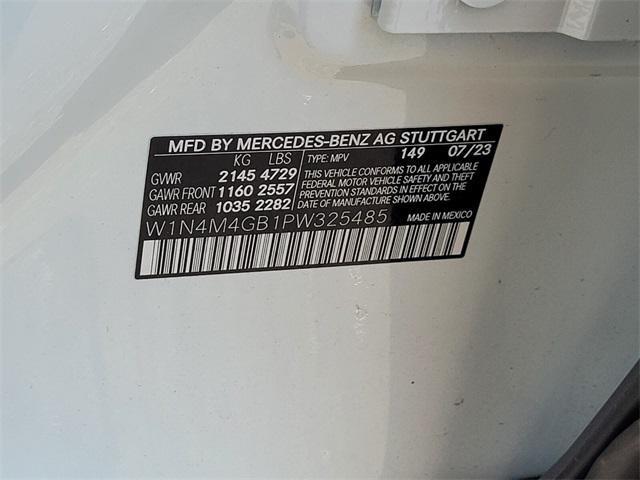 MFD BY MERCEDES-BENZ AG STUTTGART
KG LBS TYPE: MPV 149 07/23
GVWR 2145 4729
GAWR FRONT 1160 2557
GAWR REAR 1035 2282
THIS VEHICLE CONFORMS TO ALL APPLICABLE
FEDERAL MOTOR VEHICLE SAFETY AND THEFT
PREVENTION STANDARDS IN EFFECT ON THE
DATE OF MANUFACTURE SHOWN ABOVE.
W1N4M4GB1PW325485 MADE IN MEXICO